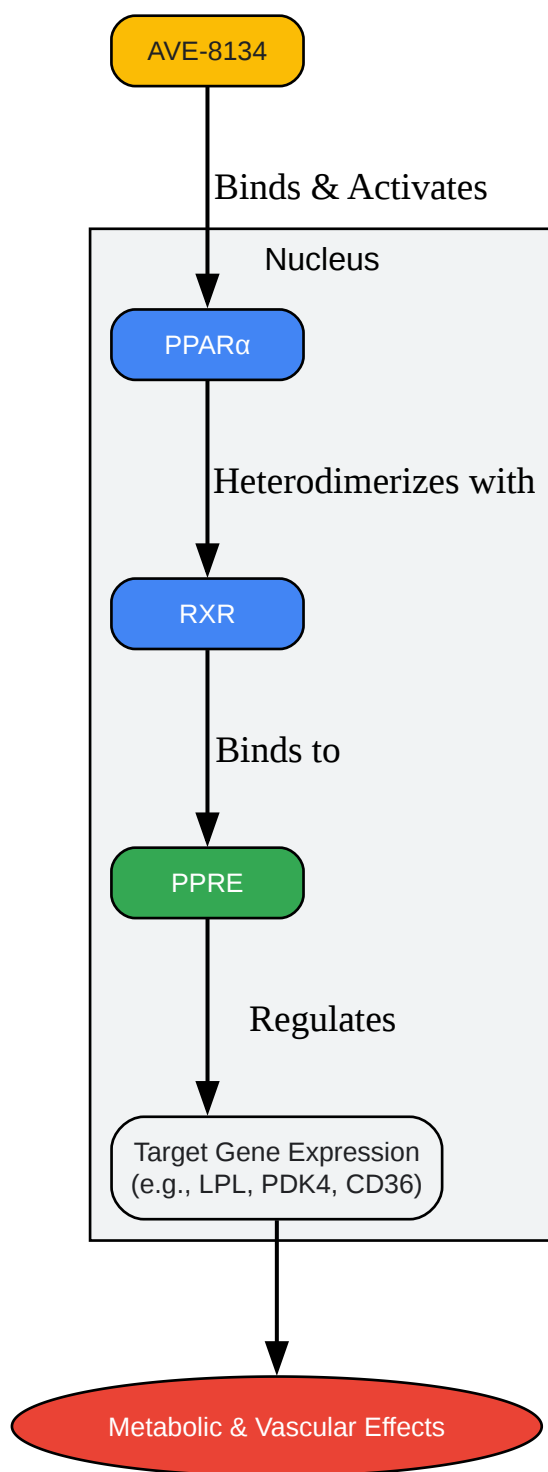 AVE-8134
Binds & Activates
Nucleus
PPARα
Heterodimerizes with
RXR
Binds to
PPRE
Regulates
Target Gene Expression
(e.g., LPL, PDK4, CD36)
Metabolic & Vascular Effects